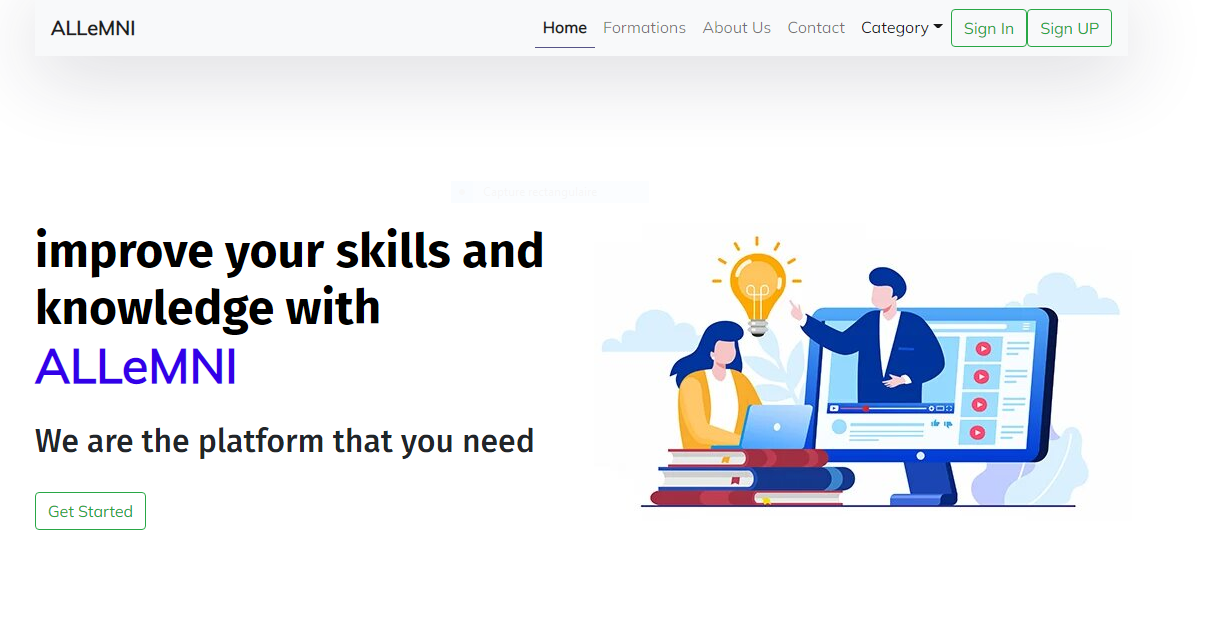 ALLeMNI
Home Formations About Us Contact Category Sign In Sign UP
improve your skills and
knowledge with
ALLeMNI
We are the platform that you need
Get Started